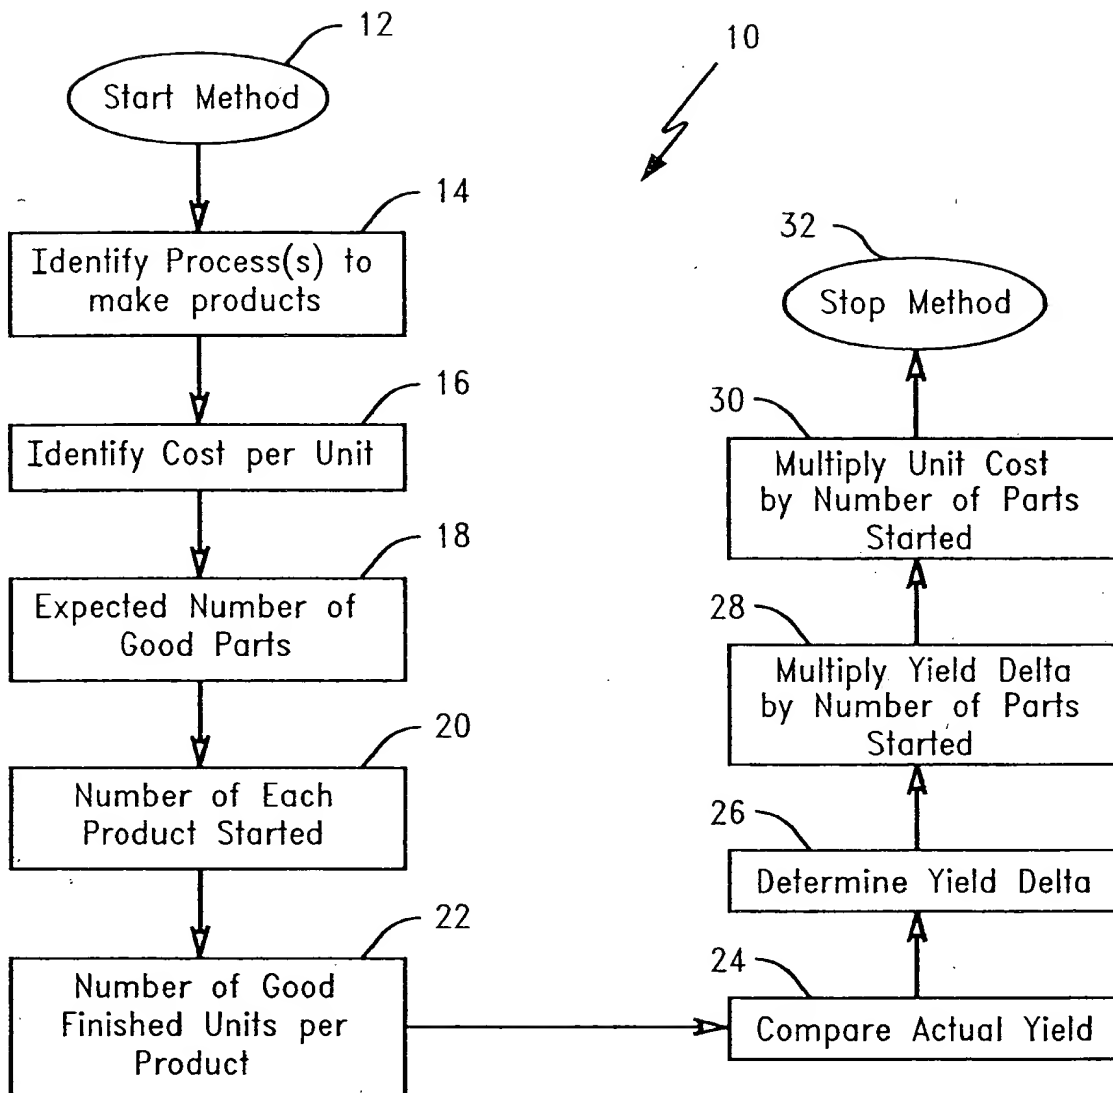 12
Start Method
10
14
Identify Process(s) to
make products
16
Identify Cost per Unit
18
Expected Number of
Good Parts
20
Number of Each
Product Started
22
Number of Good
Finished Units per
Product
24
Compare Actual Yield
26
Determine Yield Delta
28
Multiply Yield Delta
by Number of Parts
Started
30
Multiply Unit Cost
by Number of Parts
Started
32
Stop Method